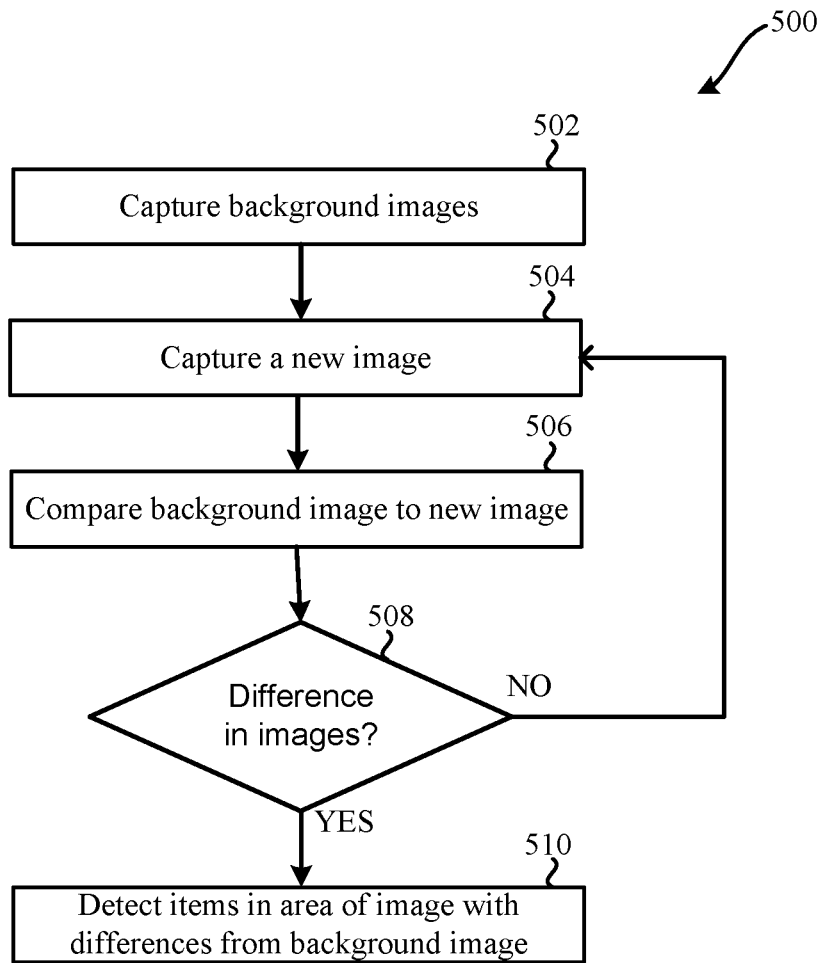 500
502
Capture background images
504
Capture a new image
506
Compare background image to new image
508
Difference
in images?
NO
YES
510
Detect items in area of image with
differences from background image